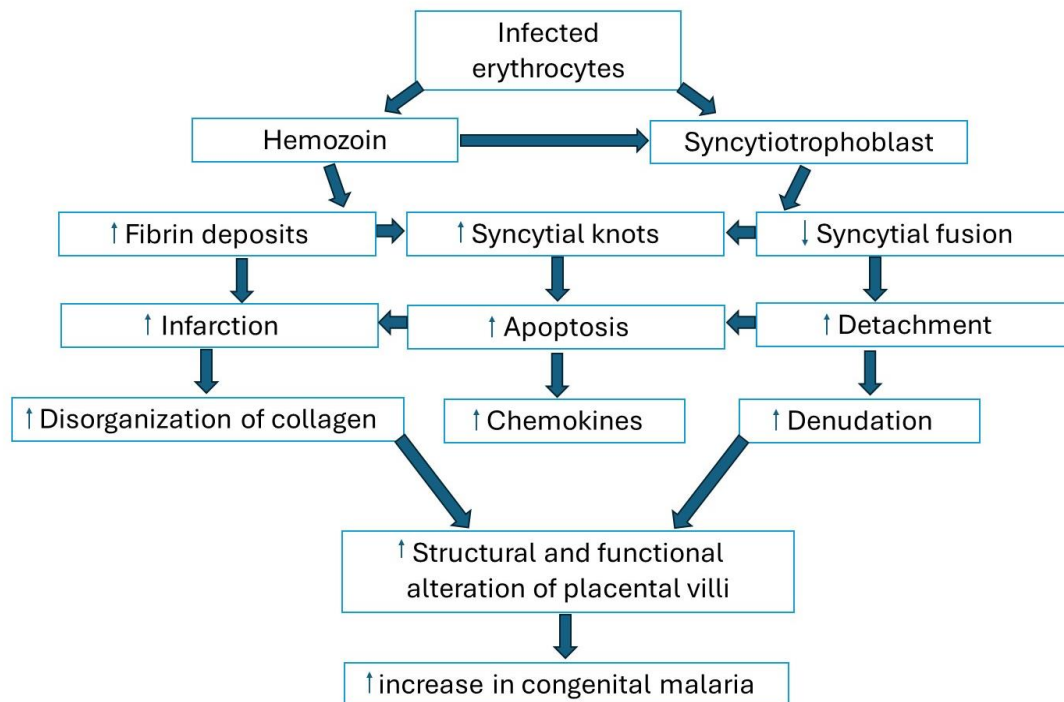 Infected
erythrocytes
Hemozoin
Syncytiotrophoblast
↑ Fibrin deposits
↑ Syncytial knots
↓ Syncytial fusion
↑ Infarction
↑ Apoptosis
↑ Detachment
↑ Disorganization of collagen
↑ Chemokines
↑ Denudation
↑ Structural and functional
alteration of placental villi
↑ increase in congenital malaria